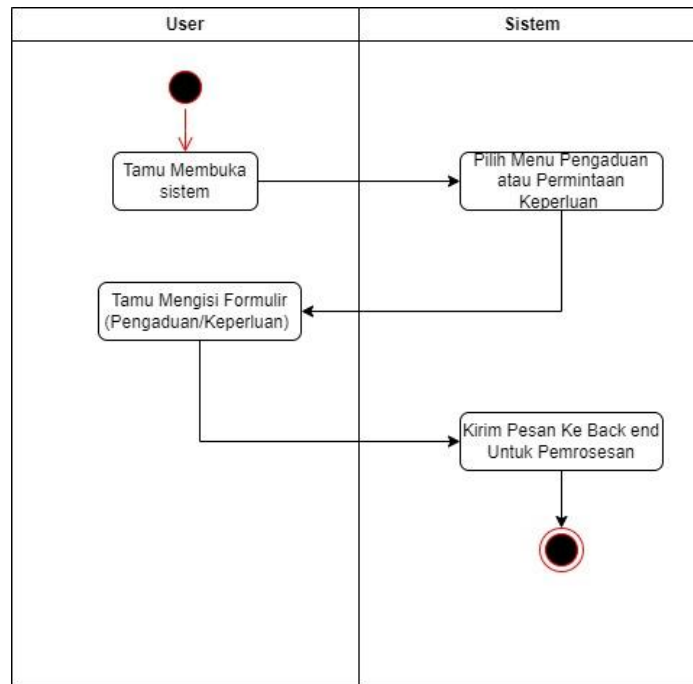 User
Sistem
Tamu Membuka
sistem
Pilih Menu Pengaduan
atau Permintaan
Keperluan
Tamu Mengisi Formulir
(Pengaduan/Keperluan)
Kirim Pesan Ke Back end
Untuk Pemrosesan